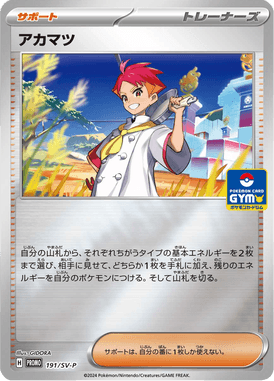 サポート
トレーナーズ
アカマツ
POKÉMON CARD
GYM
ポケモンカードジム
自分の山札から、それぞれちがうタイプの基本エネルギーを2枚
まで選び、相手に見せて、どちらか1枚を手札に加え、残りのエネ
ルギーを自分のポケモンにつける。そして山札を切る。
Illus. GIDORA
サポートは、自分の番に1枚しか使えない。
H PROMO 191/SV-P
©2024 Pokémon/Nintendo/Creatures/GAME FREAK.